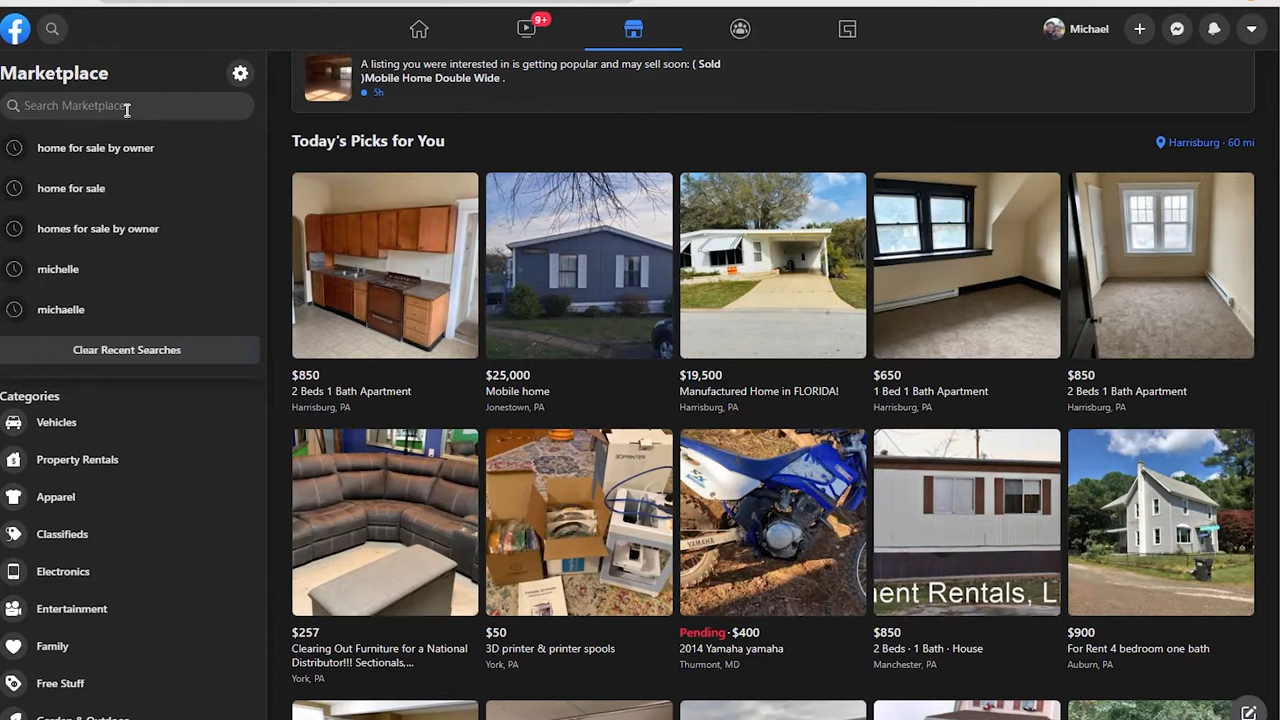 9+
Michael
Marketplace
Search Marketplace
home for sale by owner
home for sale
homes for sale by owner
michelle
michaelle
Clear Recent Searches
Categories
Vehicles
Property Rentals
Apparel
Classifieds
Electronics
Entertainment
Family
Free Stuff
A listing you were interested in is getting popular and may sell soon: ( Sold
)Mobile Home Double Wide .
5h
Today's Picks for You
Harrisburg · 60 mi
$850
2 Beds 1 Bath Apartment
Harrisburg, PA
$25,000
Mobile home
Jonestown, PA
$19,500
Manufactured Home in FLORIDA!
Harrisburg, PA
$650
1 Bed 1 Bath Apartment
Harrisburg, PA
$850
2 Beds 1 Bath Apartment
Harrisburg, PA
3DPRINTER
YAMAHA
ent Rentals, L
$257
Clearing Out Furniture for a National
Distributor!!! Sectionals,...
York, PA
$50
3D printer & printer spools
York, PA
Pending · $400
2014 Yamaha yamaha
Thurmont, MD
$850
2 Beds · 1 Bath · House
Manchester, PA
$900
For Rent 4 bedroom one bath
Auburn, PA